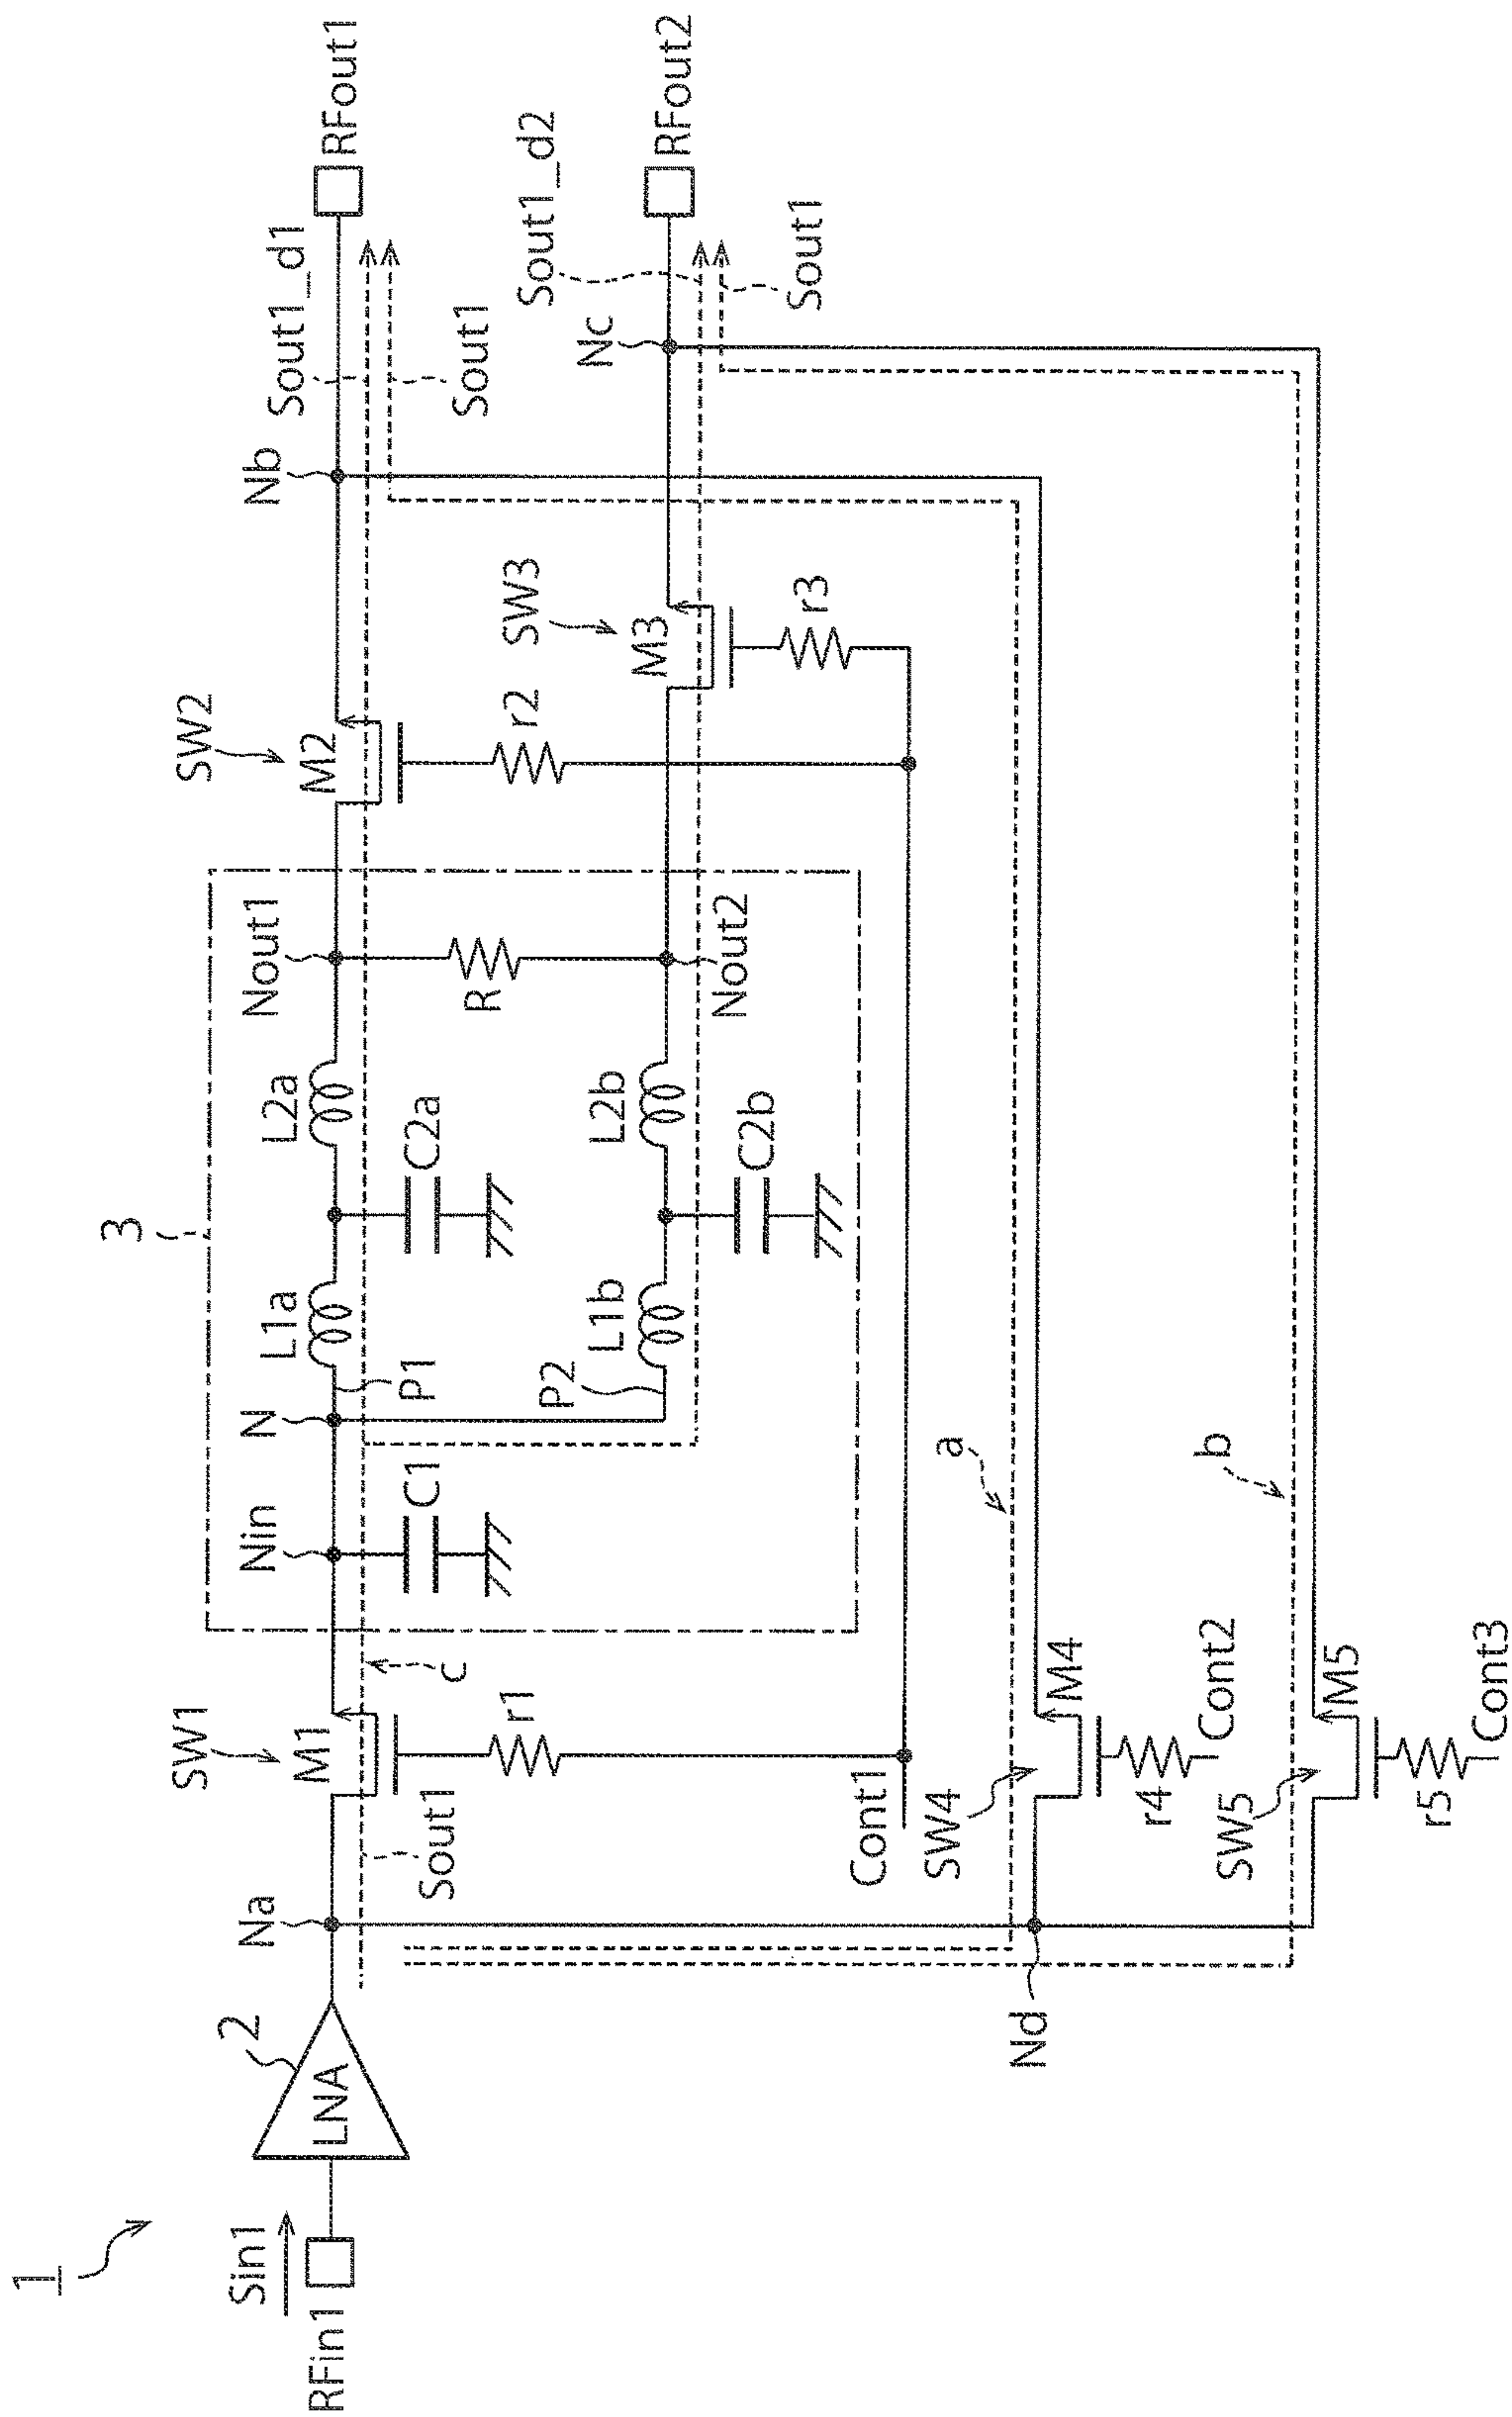 1
Sin1
RFin1
2
LNA
Na
Sout1
SW1
M1
r1
c
3
Nin
C1
N
P1
L1a
C2a
L2a
Nout1
R
P2
L1b
C2b
L2b
Nout2
SW2
M2
r2
SW3
M3
r3
Nb
Sout1_d1
Sout1
RFout1
Nc
Sout1_d2
Sout1
RFout2
Cont1
Nd
SW4
M4
r4
Cont2
a
SW5
M5
r5
Cont3
b